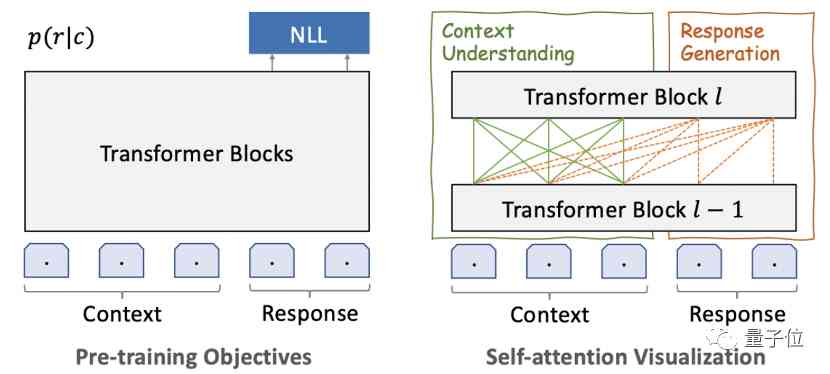 p(r|c)
NLL
Transformer Blocks
Context
Response
Pre-training Objectives
Context
Understanding
Response
Generation
Transformer Block l
Transformer Block l − 1
Context
Response
Self-attention Visualization
量子位